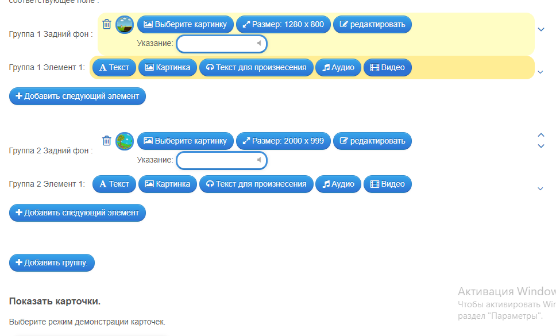 соответствующее поле :
Группа 1 Задний фон :
Выберите картинку
Размер: 1280 x 800
редактировать
Указание:
Группа 1 Элемент 1:
Текст
Картинка
Текст для произнесения
Аудио
Видео
Добавить следующий элемент
Группа 2 Задний фон :
Выберите картинку
Размер: 2000 x 999
редактировать
Указание:
Группа 2 Элемент 1:
Текст
Картинка
Текст для произнесения
Аудио
Видео
Добавить следующий элемент
Добавить группу
Показать карточки.
Выберите режим демонстрации карточек.
Активация Window
Чтобы активировать Win
раздел "Параметры".